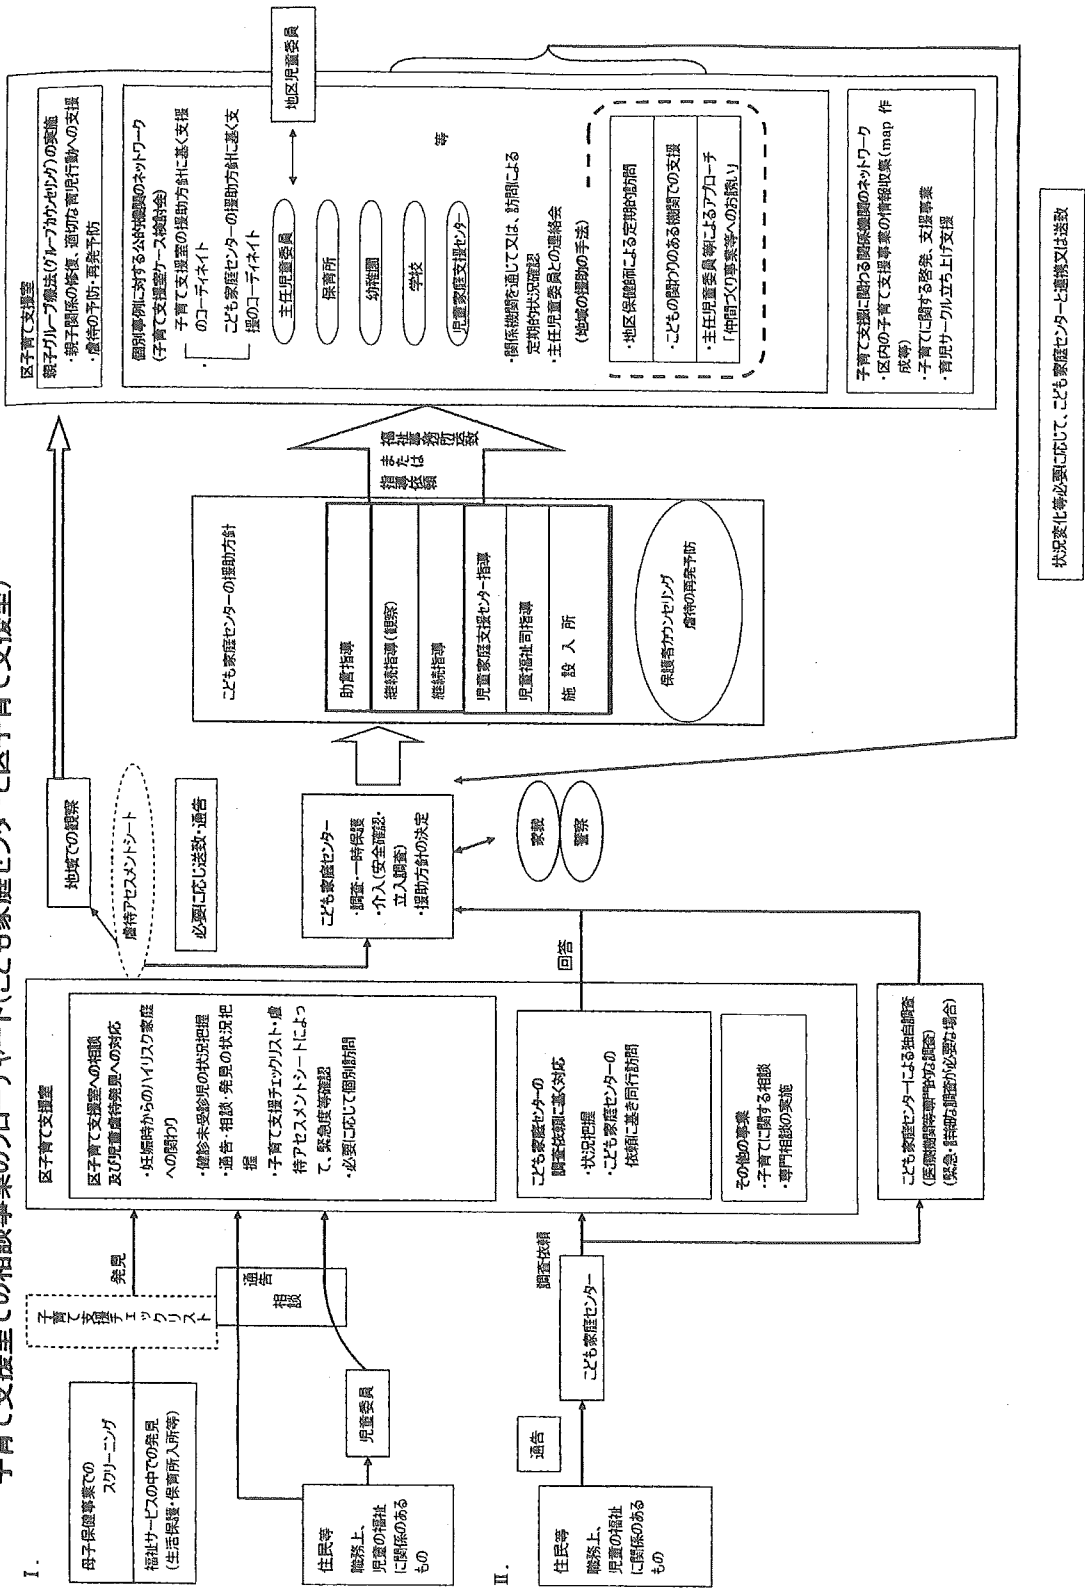 子育て支援室での相談事業のフローチャート(こども家庭センターと区子育て支援室)
Ⅰ.
母子保健事業での
スクリーニング
福祉サービスの中での発見
(生活保護・保育所入所等)
子育て支援チェックリスト
発見
住民等
職務上、
児童の福祉
に関係のある
もの
児童委員
通告
相談
区子育て支援室
区子育て支援室への相談
及び児童虐待発見への対応
・妊娠時からのハイリスク家庭
への関わり
・健診未受診児の状況把握
・通告・相談・発見の状況把
握
・子育て支援チェックリスト・虐
待アセスメントシートによっ
て、緊急度等確認
・必要に応じて個別訪問
こども家庭センターの
調査依頼に基く対応
・状況把握
・こども家庭センターの
依頼に基き同行訪問
その他の事業
・子育てに関する相談
・専門相談の実施
Ⅱ.
住民等
職務上、
児童の福祉
に関係のある
もの
通告
こども家庭センター
調査依頼
こども家庭センターによる独自調査
(医療機関等専門的な調査)
(緊急・詳細な調査が必要な場合)
回答
地域での観察
虐待アセスメントシート
必要に応じ送致・通告
こども家庭センター
・調査・一時保護
・介入(安全確認・
立入調査)
・援助方針の決定
家裁
警察
こども家庭センターの援助方針
助言指導
継続指導(観察)
継続指導
児童家庭支援センター指導
児童福祉司指導
施設入所
保護者カウンセリング
虐待の再発予防
福祉事務所送致
または
指導依頼
区子育て支援室
親子グループ療法(グループカウンセリング)の実施
・親子関係の修復、適切な育児行動への支援
・虐待の予防・再発予防
個別事例に対する公的機関のネットワーク
(子育て支援室ケース検討会)
・子育て支援室の援助方針に基く支援
のコーディネイト
こども家庭センターの援助方針に基く支
援のコーディネイト
主任児童委員
地区児童委員
保育所
幼稚園
学校
児童家庭支援センター
等
・関係機関を通じて又は、訪問による
定期的状況確認
・主任児童委員との連絡会
(地域の援助の手法)
・地区保健師による定期的訪問
・こどもの関わりのある機関での支援
・主任児童委員等によるアプローチ
「仲間づくり事業等へのお誘い」
子育て支援に関わる関係機関のネットワーク
・区内の子育て支援事業の情報収集(map 作
成等)
・子育てに関する啓発、支援事業
・育児サークル立ち上げ支援
状況変化等必要に応じて、こども家庭センターと連携又は送致